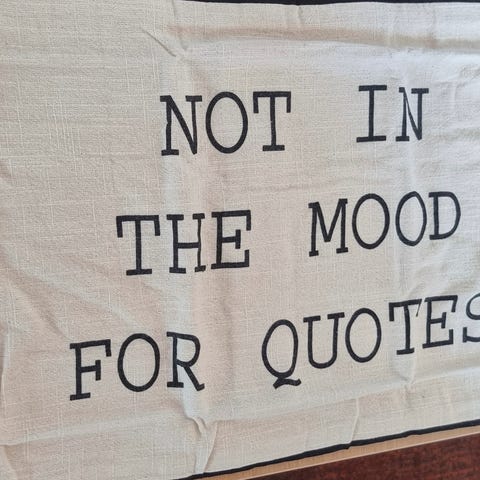 NOT IN
THE MOOD
FOR QUOTES